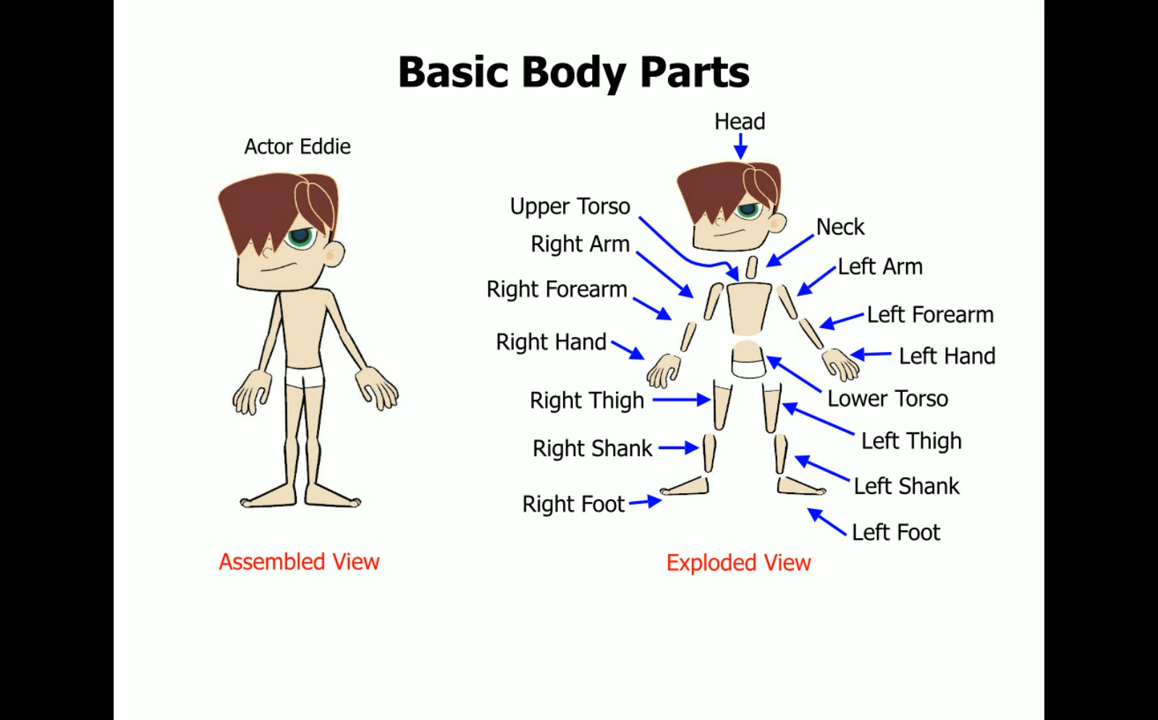 Basic Body Parts
Actor Eddie
Assembled View
Head
Upper Torso
Right Arm
Right Forearm
Right Hand
Right Thigh
Right Shank
Right Foot
Neck
Left Arm
Left Forearm
Left Hand
Lower Torso
Left Thigh
Left Shank
Left Foot
Exploded View